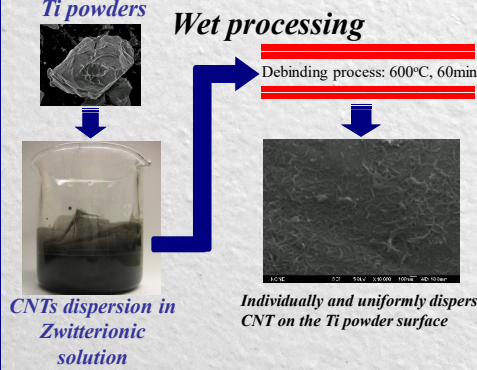 Ti powders
Wet processing
Debinding process: 600°C, 60min
CNTs dispersion in
Zwitterionic
solution
Individually and uniformly dispers
CNT on the Ti powder surface